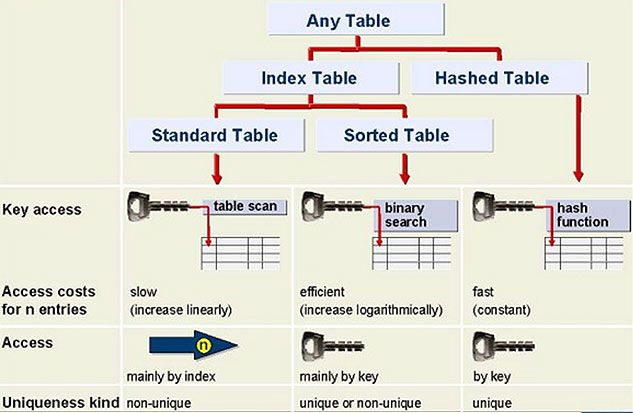 Any Table
Index Table
Hashed Table
Standard Table
Sorted Table
Key access
table scan
binary
search
hash
function
Access costs
for n entries
slow
(increase linearly)
efficient
(increase logarithmically)
fast
(constant)
Access
n
mainly by index
mainly by key
by key
Uniqueness kind
non-unique
unique or non-unique
unique